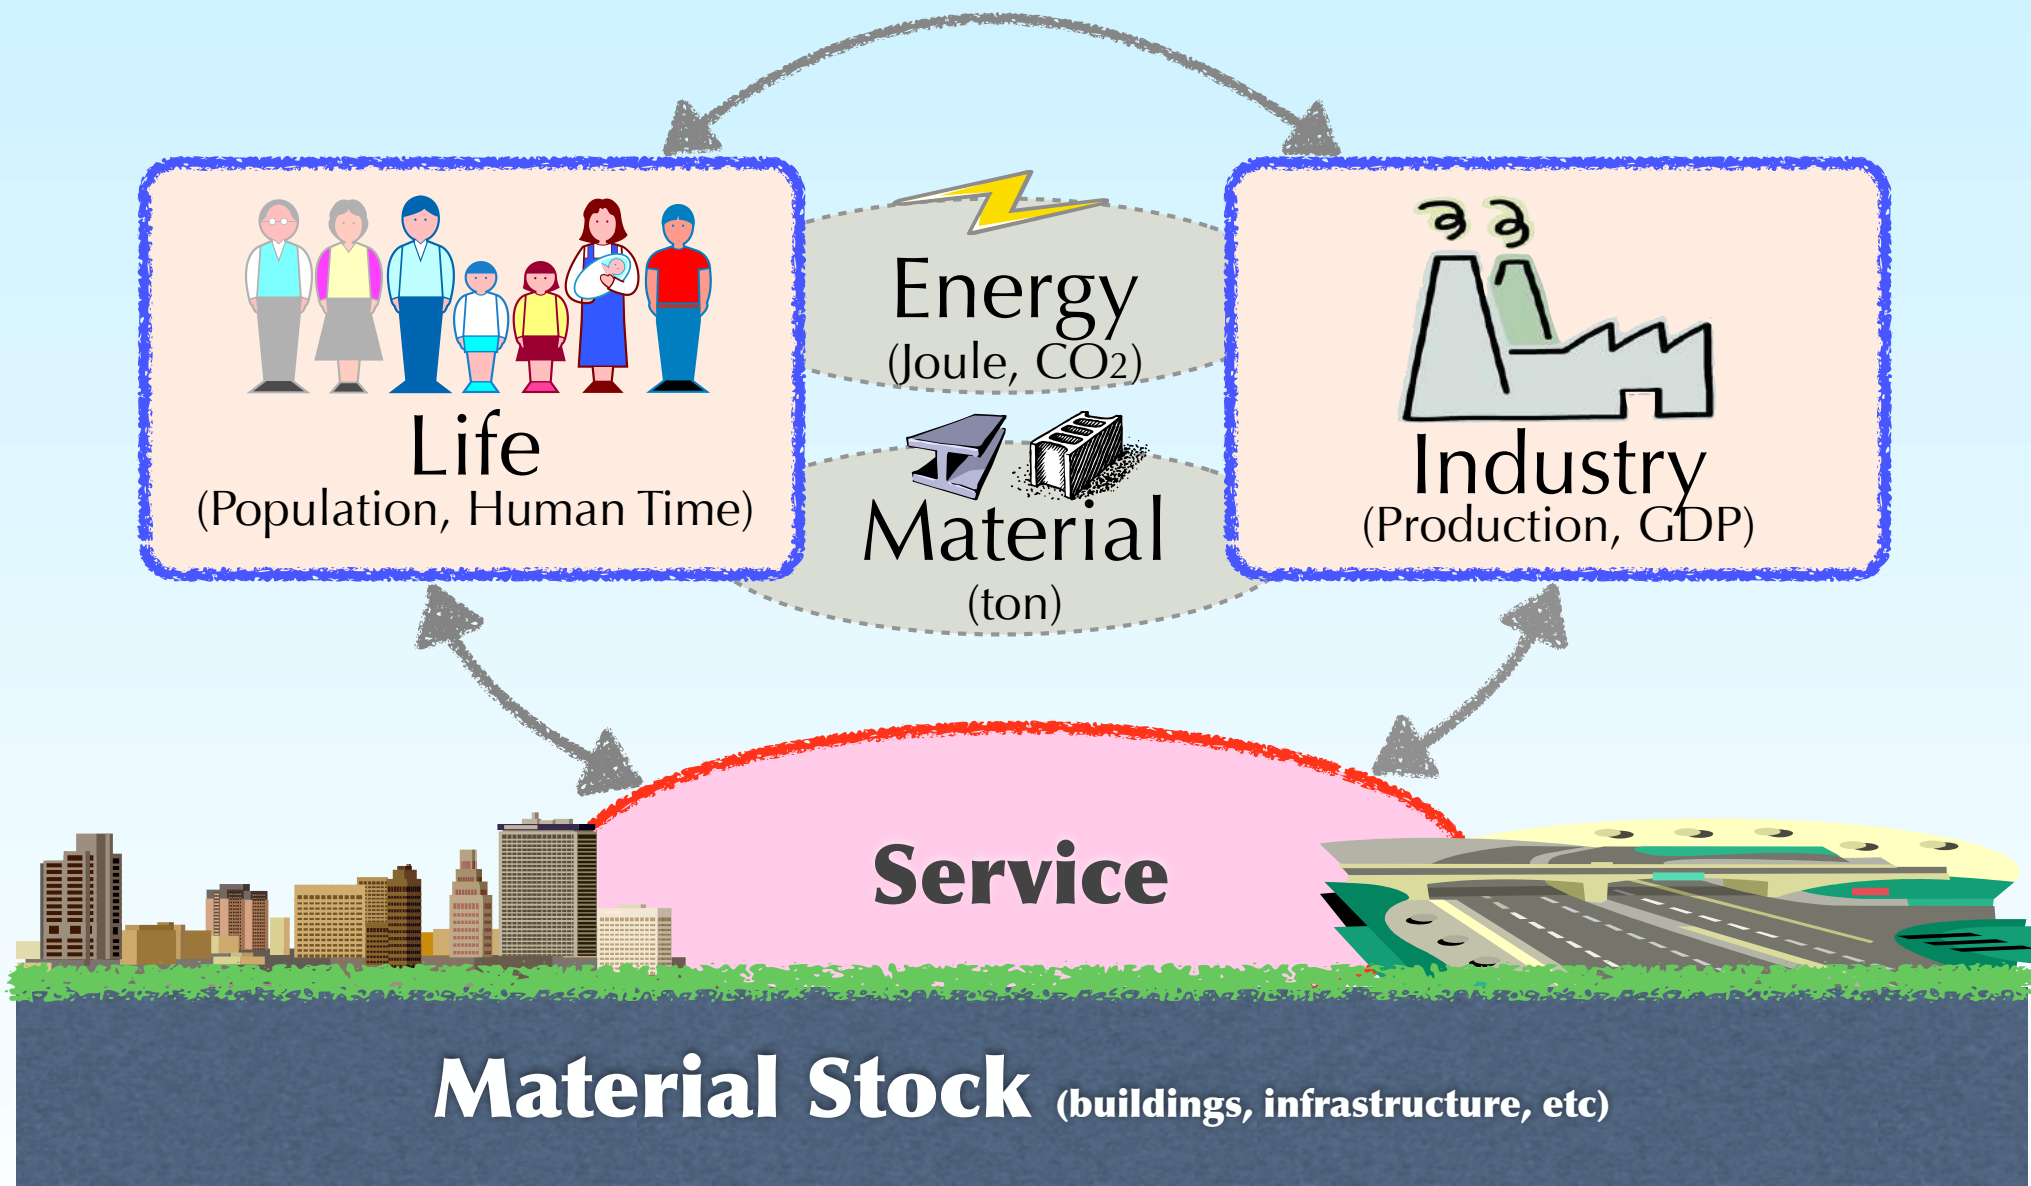 Energy
(Joule, CO2)
Life
(Population, Human Time)
Industry
(Production, GDP)
Material
(ton)
Service
Material Stock (buildings, infrastructure, etc)